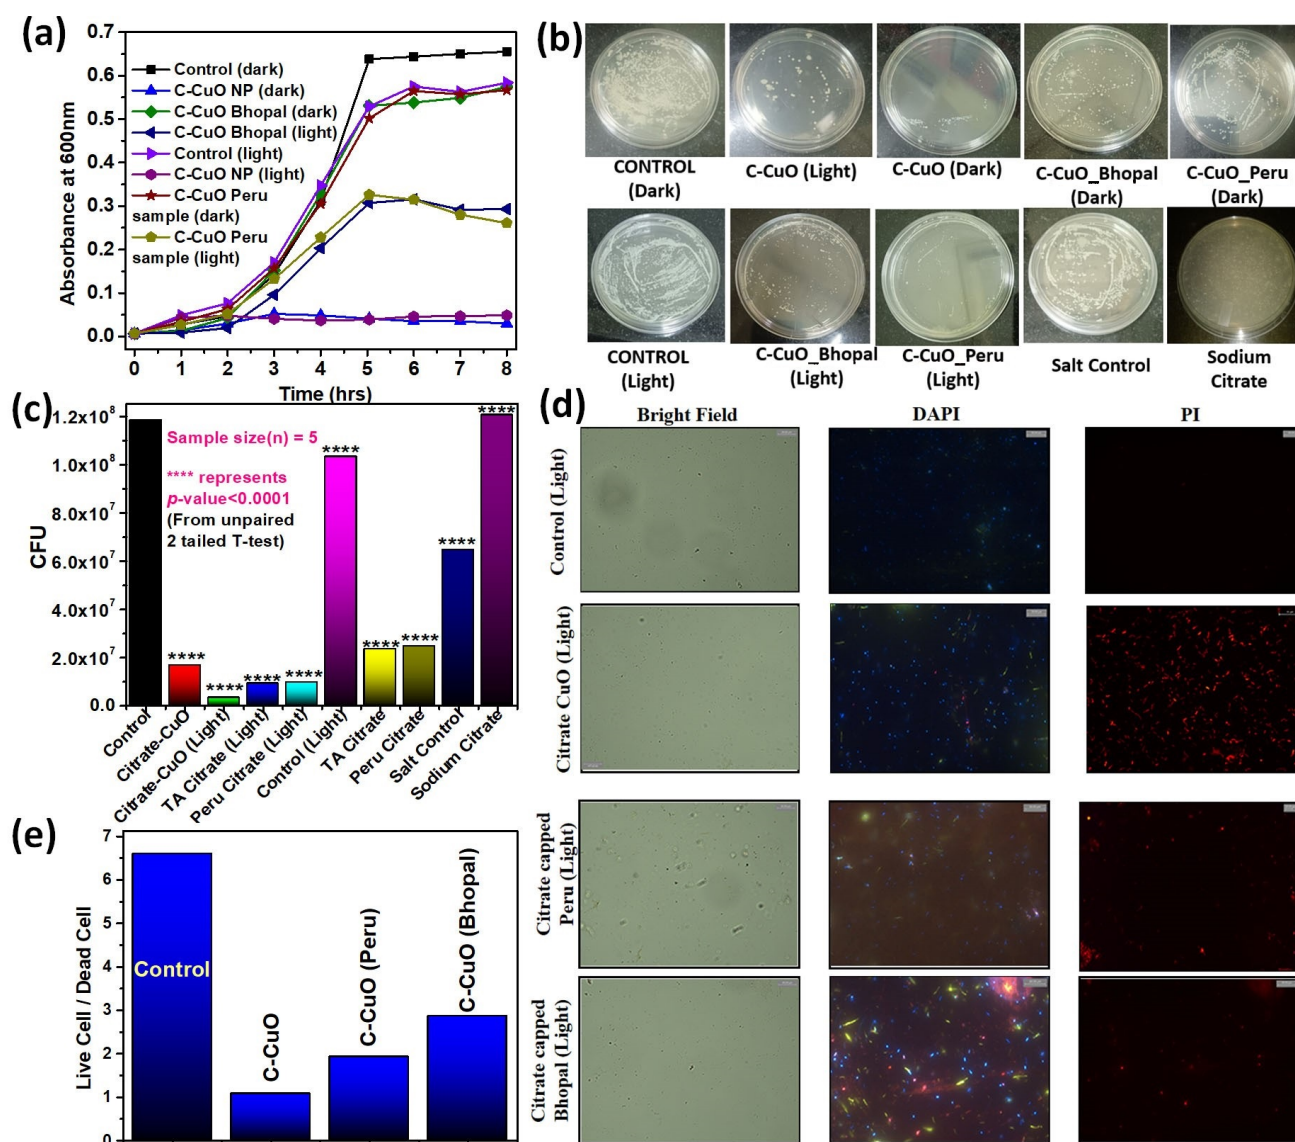 (a)
0.7
0.6
0.5
0.4
0.3
0.2
0.1
0.0
Absorbance at 600nm
Control (dark)
C-CuO NP (dark)
C-CuO Bhopal (dark)
C-CuO Bhopal (light)
Control (light)
C-CuO NP (light)
C-CuO Peru
sample (dark)
C-CuO Peru
sample (light)
0 1 2 3 4 5 6 7 8
Time (hrs)
(b)
CONTROL
(Dark)
C-CuO (Light)
C-CuO (Dark)
C-CuO_Bhopal
(Dark)
C-CuO_Peru
(Dark)
CONTROL
(Light)
C-CuO_Bhopal
(Light)
C-CuO_Peru
(Light)
Salt Control
Sodium
Citrate
(c)
1.2x10⁸
1.0x10⁸
8.0x10⁷
6.0x10⁷
4.0x10⁷
2.0x10⁷
0.0
CFU
Sample size(n) = 5
**** represents
p-value<0.0001
(From unpaired
2 tailed T-test)
****
****
****
****
****
****
****
****
****
Control
Citrate-CuO
Citrate-CuO (Light)
TA Citrate (Light)
Peru Citrate (Light)
Control (Light)
TA Citrate
Peru Citrate
Salt Control
Sodium Citrate
(d)
Bright Field
DAPI
PI
Control (Light)
Citrate CuO (Light)
Citrate capped
Peru (Light)
Citrate capped
Bhopal (Light)
(e)
7
6
5
4
3
2
1
0
Live Cell / Dead Cell
Control
C-CuO
C-CuO (Peru)
C-CuO (Bhopal)